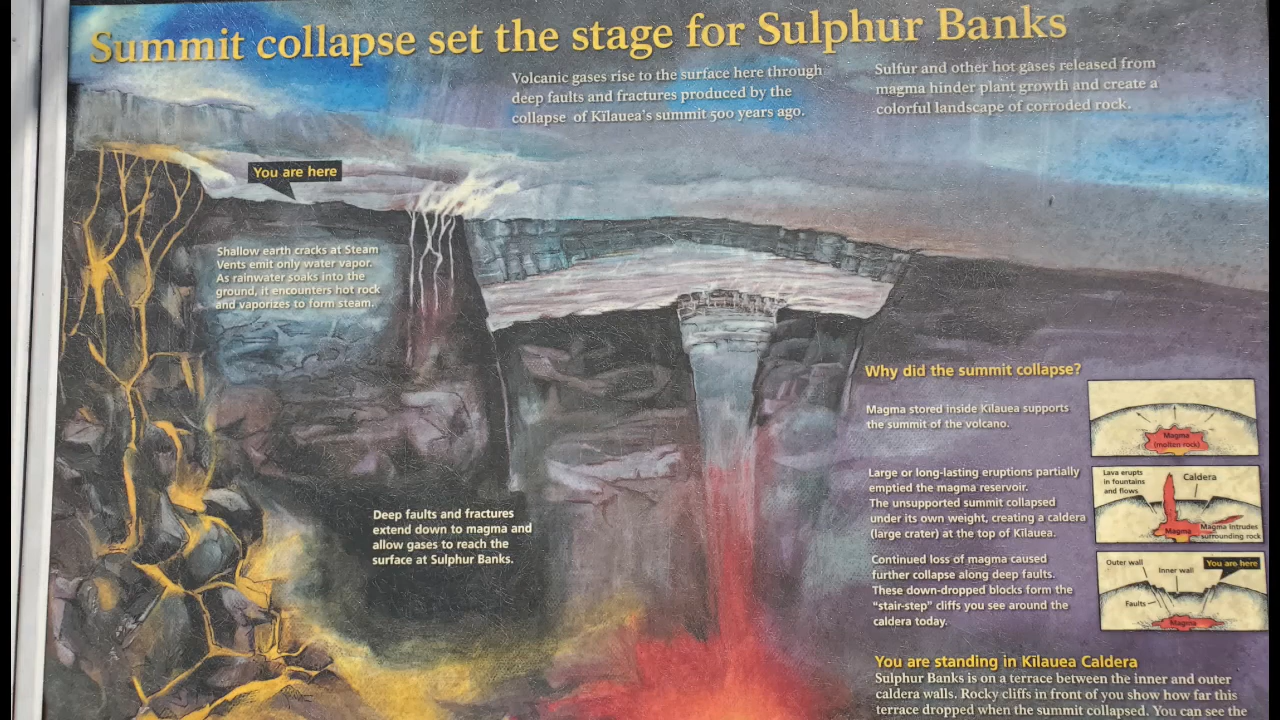 Summit collapse set the stage for Sulphur Banks
Volcanic gases rise to the surface here through
deep faults and fractures produced by the
collapse of Kīlauea's summit 500 years ago.
Sulfur and other hot gases released from
magma hinder plant growth and create a
colorful landscape of corroded rock.
You are here
Shallow earth cracks at Steam
Vents emit only water vapor.
As rainwater soaks into the
ground, it encounters hot rock
and vaporizes to form steam.
Deep faults and fractures
extend down to magma and
allow gases to reach the
surface at Sulphur Banks.
Why did the summit collapse?
Magma stored inside Kīlauea supports
the summit of the volcano.
Magma
(molten rock)
Large or long-lasting eruptions partially
emptied the magma reservoir.
The unsupported summit collapsed
under its own weight, creating a caldera
(large crater) at the top of Kīlauea.
Lava erupts
in fountains
and flows
Caldera
Magma
Magma intrudes
surrounding rock
Continued loss of magma caused
further collapse along deep faults.
These down-dropped blocks form the
"stair-step" cliffs you see around the
caldera today.
Outer wall
Inner wall
You are here
Faults
Magma
You are standing in Kīlauea Caldera
Sulphur Banks is on a terrace between the inner and outer
caldera walls. Rocky cliffs in front of you show how far this
terrace dropped when the summit collapsed. You can see the